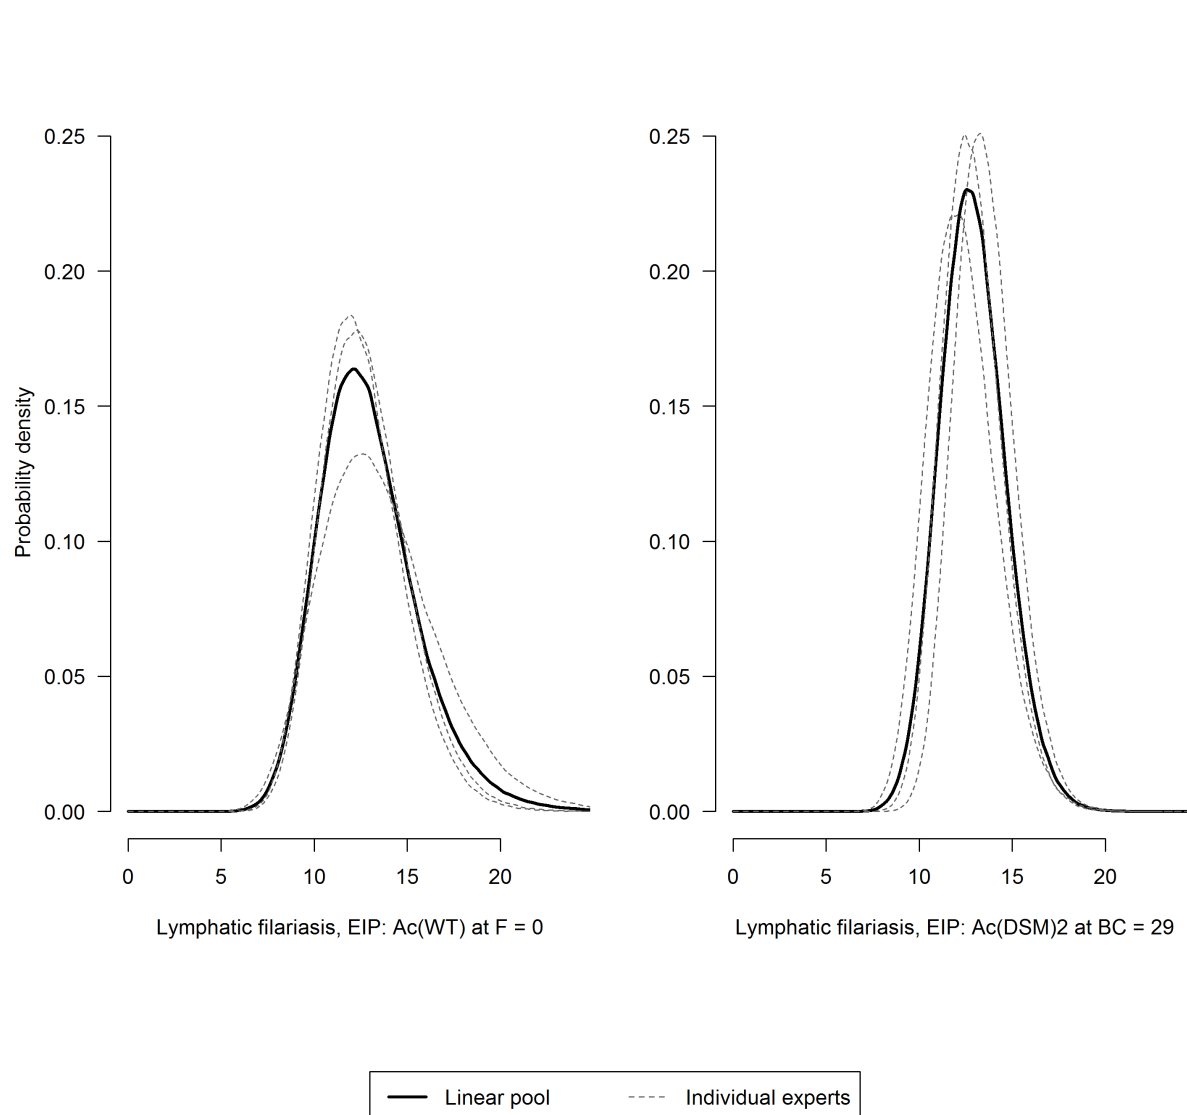 Probability density
0.25
0.20
0.15
0.10
0.05
0.00
0 5 10 15 20
Lymphatic filariasis, EIP: Ac(WT) at F = 0
0.25
0.20
0.15
0.10
0.05
0.00
0 5 10 15 20
Lymphatic filariasis, EIP: Ac(DSM)2 at BC = 29
Linear pool Individual experts